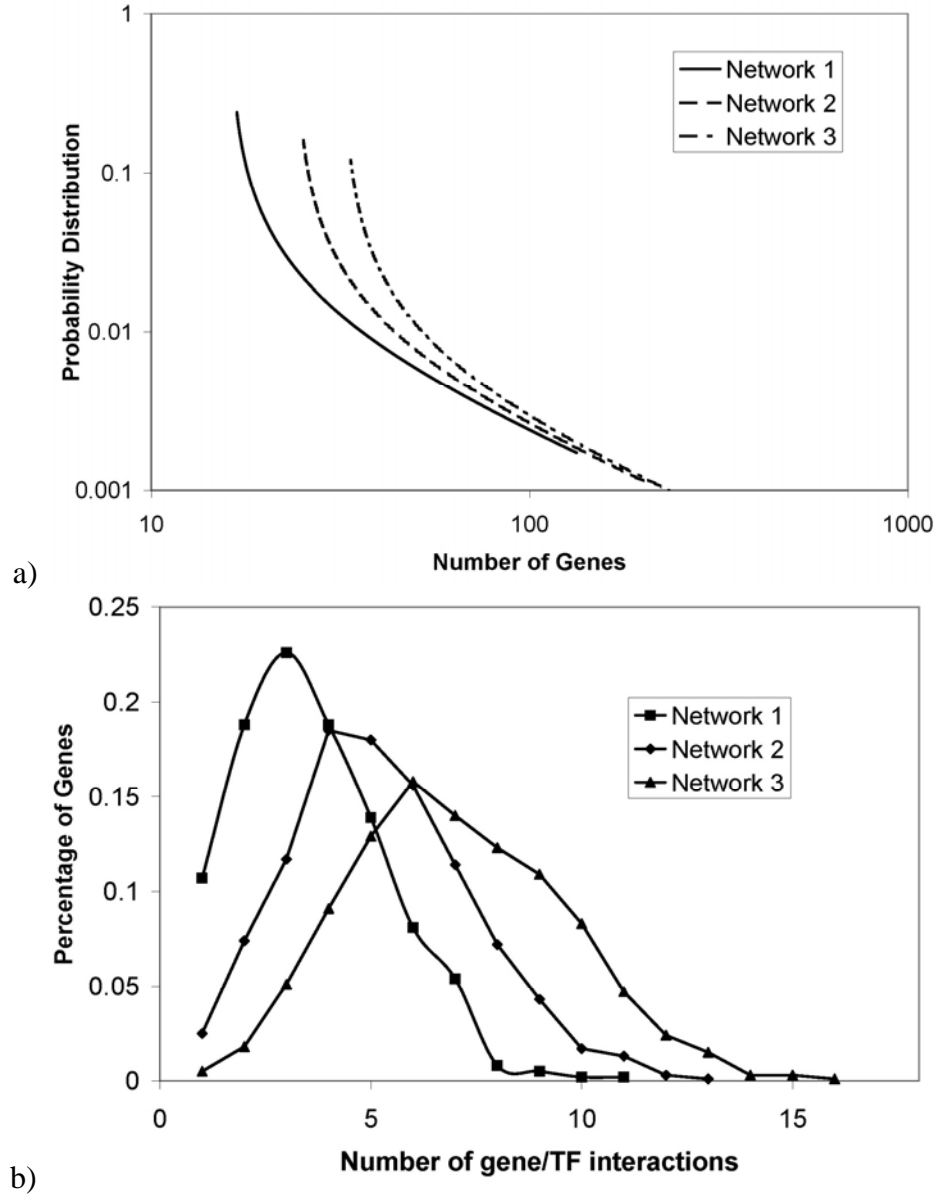 1
Network 1
Network 2
Network 3
0.1
Probability Distribution
0.01
0.001
10
100
1000
Number of Genes
a)
0.25
0.2
Network 1
Network 2
Network 3
0.15
Percentage of Genes
0.1
0.05
0
0
5
10
15
Number of gene/TF interactions
b)